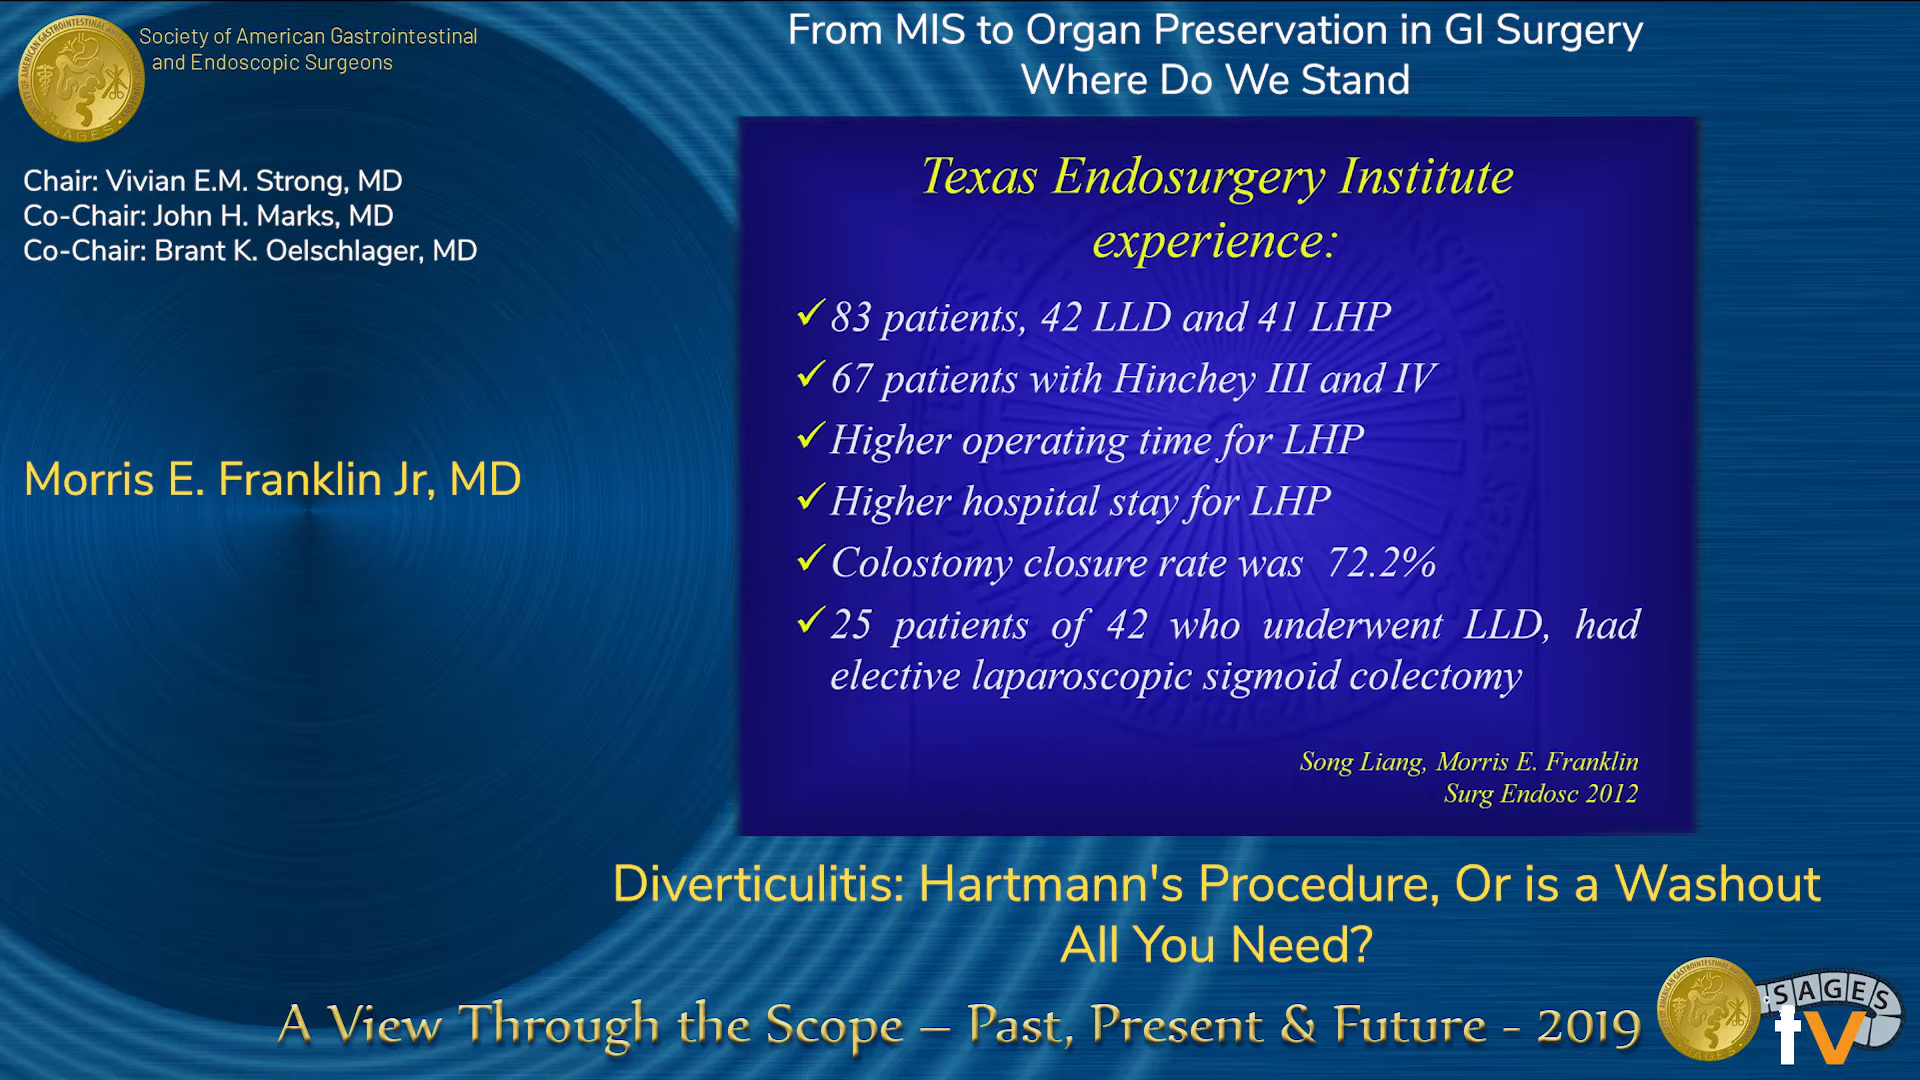 Society of American Gastrointestinal
and Endoscopic Surgeons
From MIS to Organ Preservation in GI Surgery
Where Do We Stand
Chair: Vivian E.M. Strong, MD
Co-Chair: John H. Marks, MD
Co-Chair: Brant K. Oelschlager, MD
Morris E. Franklin Jr, MD
Texas Endosurgery Institute
experience:
✓ 83 patients, 42 LLD and 41 LHP
✓ 67 patients with Hinchey III and IV
✓ Higher operating time for LHP
✓ Higher hospital stay for LHP
✓ Colostomy closure rate was 72.2%
✓ 25 patients of 42 who underwent LLD, had
elective laparoscopic sigmoid colectomy
Song Liang, Morris E. Franklin
Surg Endosc 2012
Diverticulitis: Hartmann's Procedure, Or is a Washout
All You Need?
A View Through the Scope – Past, Present & Future - 2019
SAGES
tv